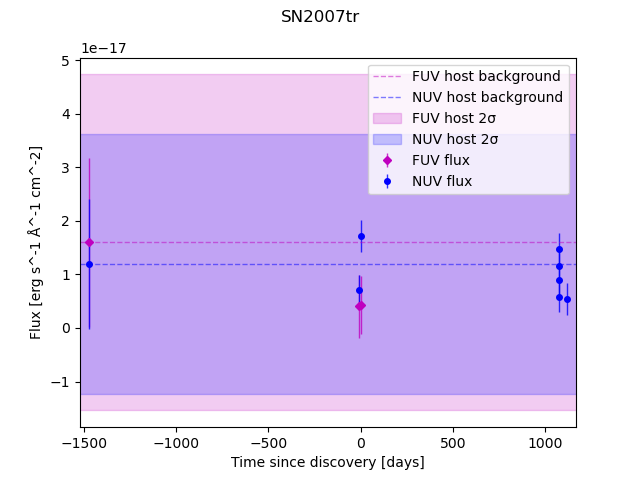 SN2007tr
1e−17
5
4
3
2
1
0
−1
Flux [erg s^-1 Å^-1 cm^-2]
FUV host background
NUV host background
FUV host 2σ
NUV host 2σ
FUV flux
NUV flux
−1500 −1000 −500 0 500 1000
Time since discovery [days]